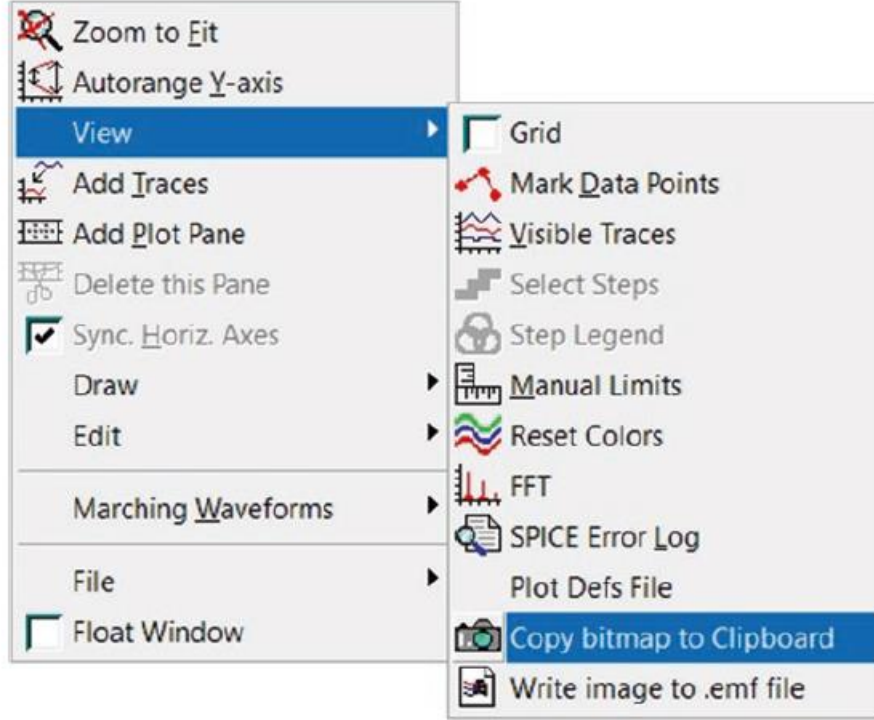 Zoom to Fit
Autorange Y-axis
View
Add Traces
Add Plot Pane
Delete this Pane
Sync. Horiz. Axes
Draw
Edit
Marching Waveforms
File
Float Window
Grid
Mark Data Points
Visible Traces
Select Steps
Step Legend
Manual Limits
Reset Colors
FFT
SPICE Error Log
Plot Defs File
Copy bitmap to Clipboard
Write image to .emf file